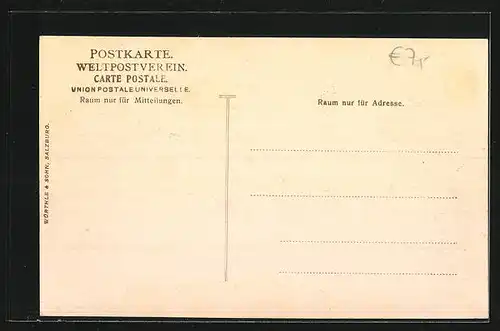 POSTKARTE.
WELTPOSTVEREIN.
CARTE POSTALE.
UNION POSTALE UNIVERSELLE.
Raum nur für Mitteilungen.
Raum nur für Adresse.
WÜRTHLE & SOHN, SALZBURG.